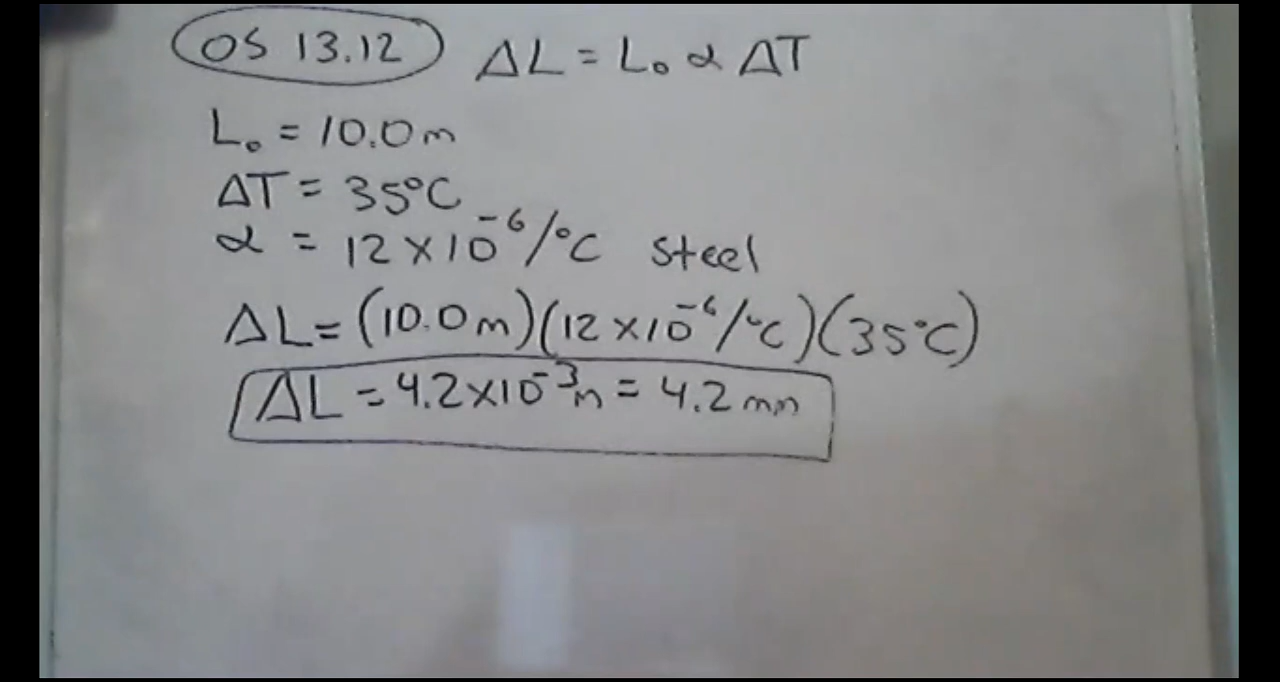 OS 13.12 ΔL = L₀ α ΔT
L₀ = 10.0 m
ΔT = 35°C
α = 12 × 10⁻⁶/°C steel
ΔL = (10.0 m)(12 × 10⁻⁶/°C)(35°C)
ΔL = 4.2 × 10⁻³ m = 4.2 mm